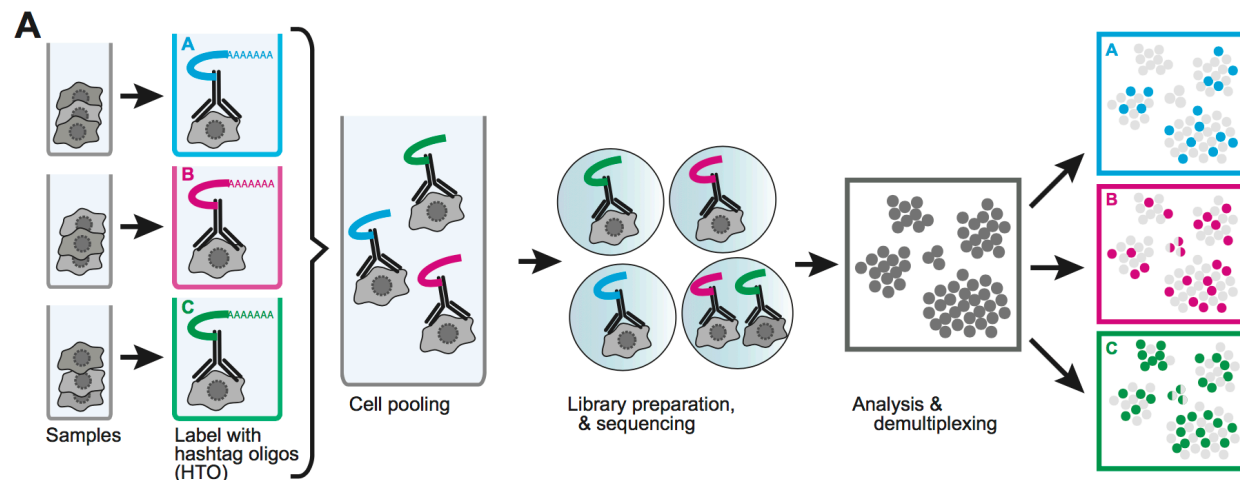 A
A
AAAAAAA
B
AAAAAAA
C
AAAAAAA
Samples
Label with
hashtag oligos
(HTO)
Cell pooling
Library preparation,
& sequencing
Analysis &
demultiplexing
A
B
C